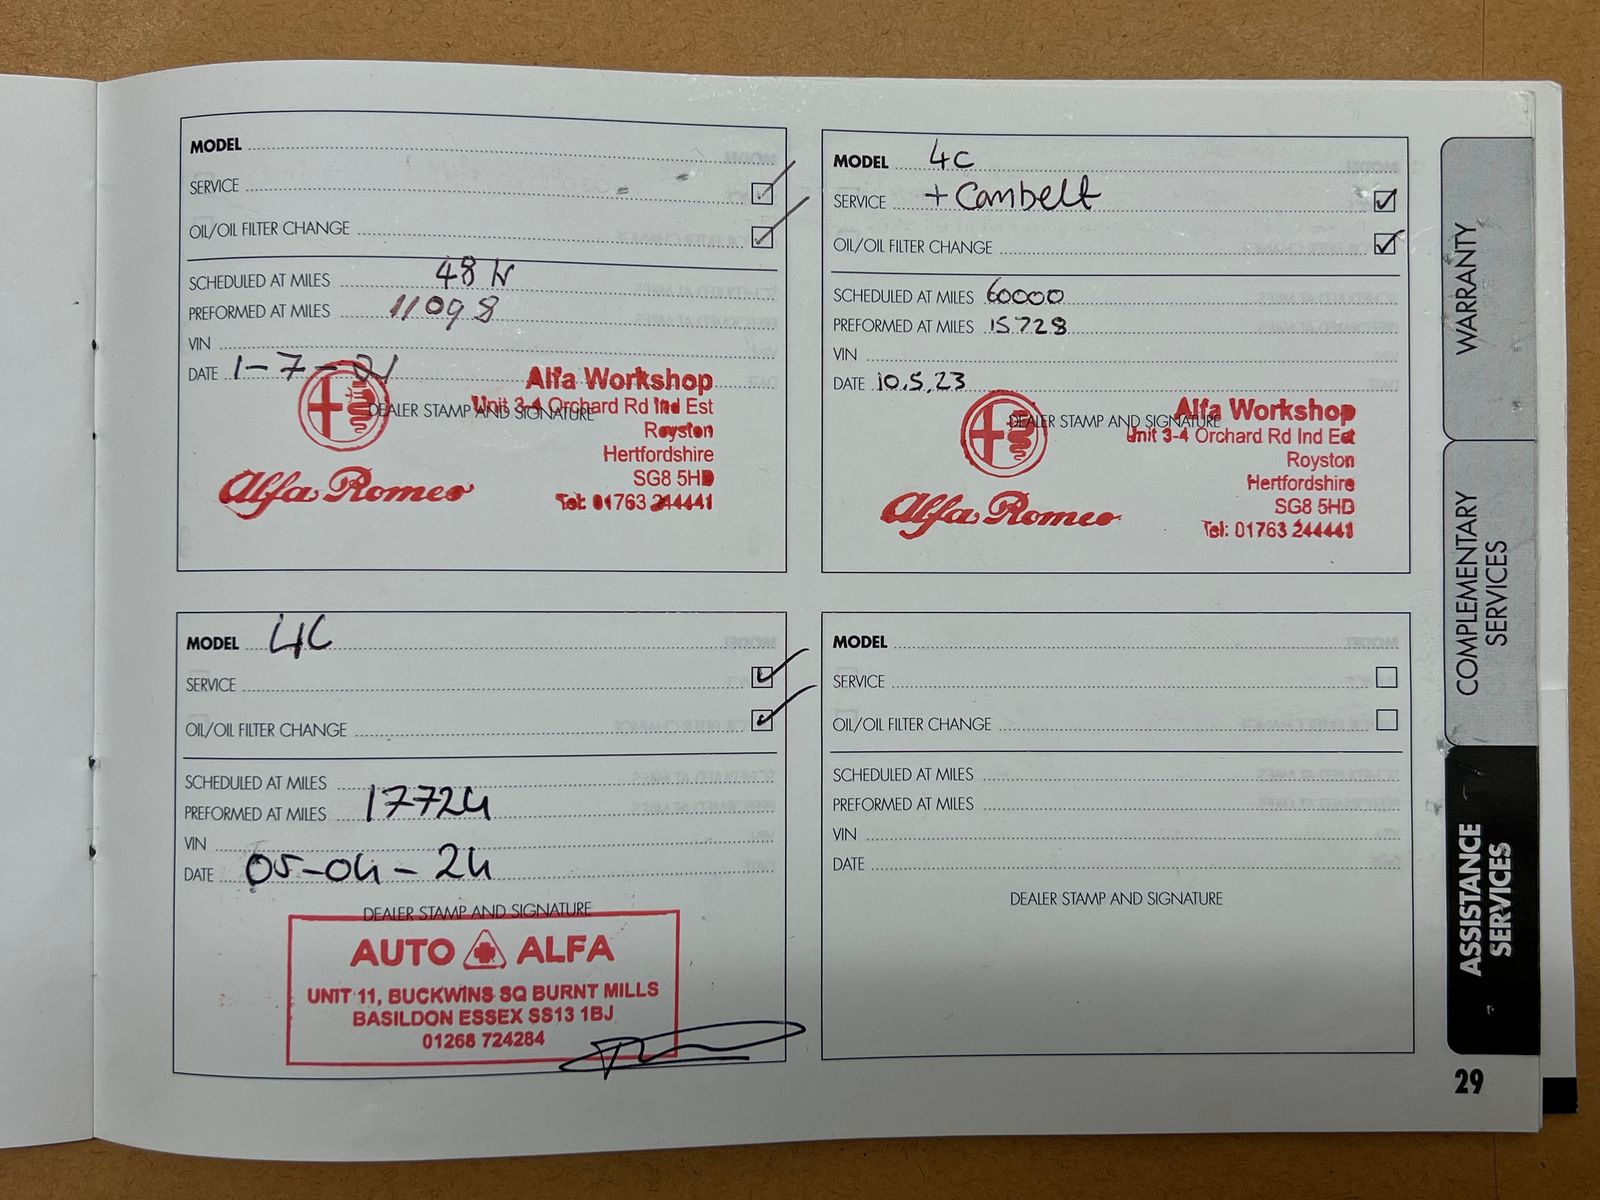 MODEL
SERVICE
OIL/OIL FILTER CHANGE
SCHEDULED AT MILES 48
PREFORMED AT MILES 11098
VIN
DATE 1-7-21
DEALER STAMP AND SIGNATURE
Alfa Workshop
Unit 3-4 Orchard Rd Ind Est
Royston
Hertfordshire
SG8 5HD
Tel: 01763 244441
Alfa Romeo
MODEL 4C
SERVICE + Cambelt
OIL/OIL FILTER CHANGE
SCHEDULED AT MILES 60000
PREFORMED AT MILES 15728
VIN
DATE 10.5.23
DEALER STAMP AND SIGNATURE
Alfa Workshop
Unit 3-4 Orchard Rd Ind Est
Royston
Hertfordshire
SG8 5HD
Tel: 01763 244441
Alfa Romeo
MODEL 4C
SERVICE
OIL/OIL FILTER CHANGE
SCHEDULED AT MILES
PREFORMED AT MILES 17724
VIN
DATE 05-04-24
DEALER STAMP AND SIGNATURE
AUTO ALFA
UNIT 11, BUCKWINS SQ BURNT MILLS
BASILDON ESSEX SS13 1BJ
01268 724284
MODEL
SERVICE
OIL/OIL FILTER CHANGE
SCHEDULED AT MILES
PREFORMED AT MILES
VIN
DATE
DEALER STAMP AND SIGNATURE
WARRANTY
COMPLEMENTARY
SERVICES
ASSISTANCE
SERVICES
29